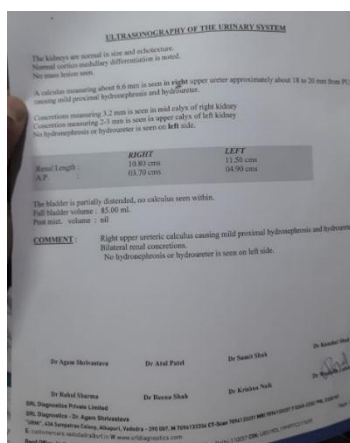 ULTRASONOGRAPHY OF THE URINARY SYSTEM
The kidneys are normal in size and echotexture.
Normal cortico-medullary differentiation is noted.
No mass lesion seen.
A calculus measuring about 6.6 mm is seen in right upper ureter approximately about 18 to 20 mm from PU
causing mild proximal hydronephrosis and hydroureter.
Concretions measuring 3.2 mm is seen in mid calyx of right kidney
Concretion measuring 2-3 mm is seen in upper calyx of left kidney
No hydronephrosis or hydroureter is seen on left side.
RIGHT LEFT
Renal Length : 10.83 cms 11.50 cms
A.P. : 03.70 cms 04.90 cms
The bladder is partially distended, no calculus seen within.
Full bladder volume : 85.00 ml.
Post mict. volume : nil
COMMENT : Right upper ureteric calculus causing mild proximal hydronephrosis and hydroure
Bilateral renal concretions.
No hydronephrosis or hydroureter is seen on left side.
Dr Agam Shrivastava Dr Atul Patel Dr Sumit Shah
Dr Rahul Sharma Dr Beena Shah Dr Krishna Naik
SRL Diagnostics Private Limited
SRL Diagnostics - Dr. Agam Shrivastava